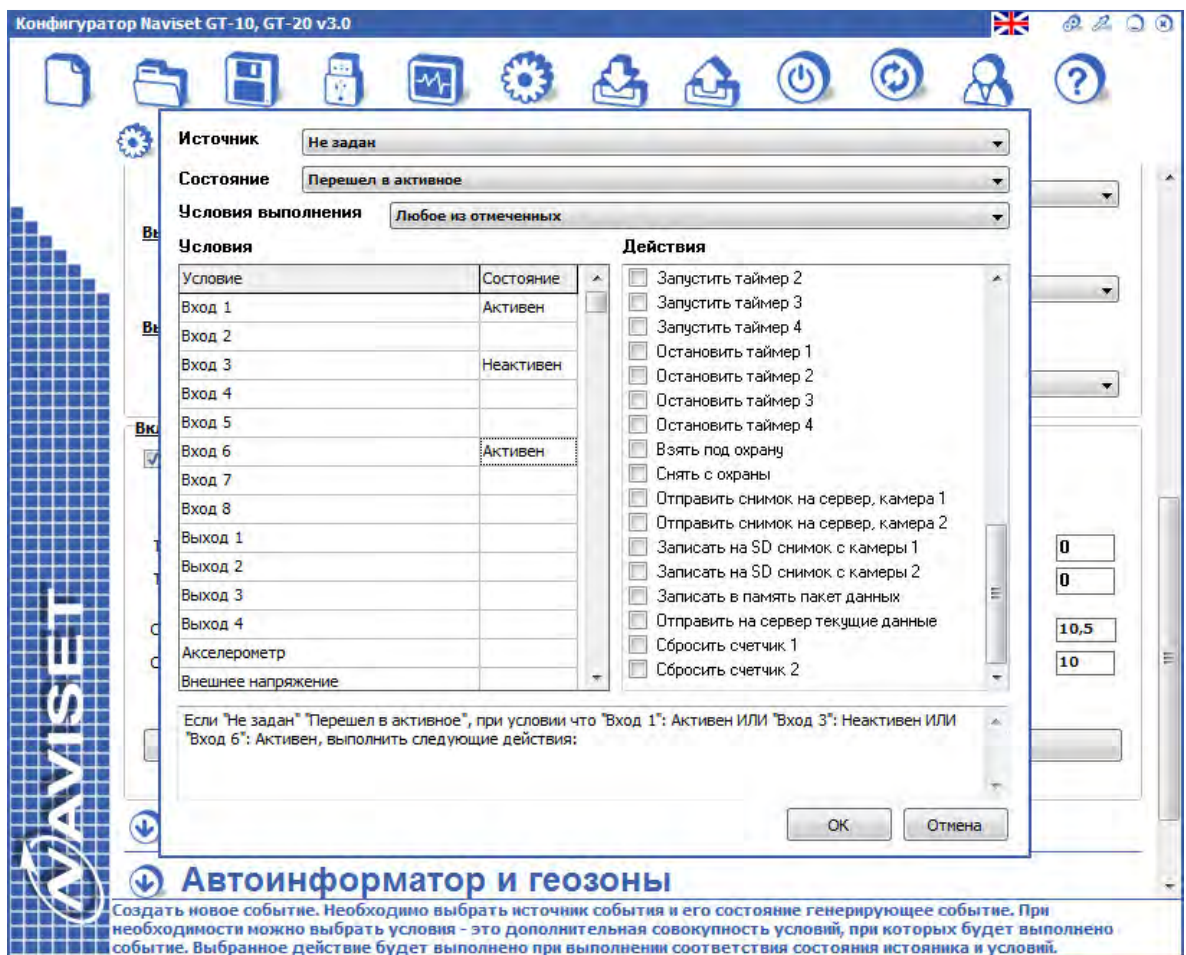 Конфигуратор Naviset GT-10, GT-20 v3.0
Источник Не задан
Состояние Перешел в активное
Условия выполнения Любое из отмеченных
Условия
Условие Состояние
Вход 1 Активен
Вход 2
Вход 3 Неактивен
Вход 4
Вход 5
Вход 6 Активен
Вход 7
Вход 8
Выход 1
Выход 2
Выход 3
Выход 4
Акселерометр
Внешнее напряжение
Действия
Запустить таймер 2
Запустить таймер 3
Запустить таймер 4
Остановить таймер 1
Остановить таймер 2
Остановить таймер 3
Остановить таймер 4
Взять под охрану
Снять с охраны
Отправить снимок на сервер, камера 1
Отправить снимок на сервер, камера 2
Записать на SD снимок с камеры 1
Записать на SD снимок с камеры 2
Записать в память пакет данных
Отправить на сервер текущие данные
Сбросить счетчик 1
Сбросить счетчик 2
0
0
10,5
10
Если "Не задан" "Перешел в активное", при условии что "Вход 1": Активен ИЛИ "Вход 3": Неактивен ИЛИ
"Вход 6": Активен, выполнить следующие действия:
OK Отмена
NAVISET
Автоинформатор и геозоны
Создать новое событие. Необходимо выбрать источник события и его состояние генерирующее событие. При
необходимости можно выбрать условия - это дополнительная совокупность условий, при которых будет выполнено
событие. Выбранное действие будет выполнено при выполнении соответствия состояния истояника и условий.